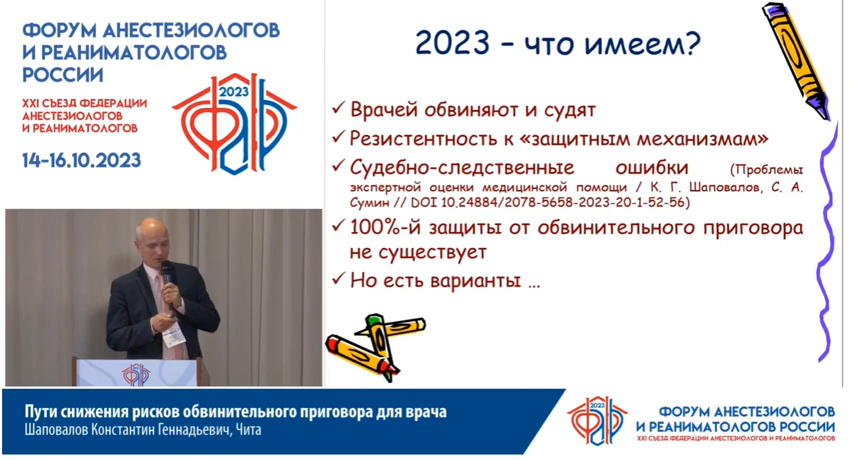 ФОРУМ АНЕСТЕЗИОЛОГОВ
И РЕАНИМАТОЛОГОВ
РОССИИ
XXI СЪЕЗД ФЕДЕРАЦИИ
АНЕСТЕЗИОЛОГОВ
И РЕАНИМАТОЛОГОВ
14-16.10.2023
2023
ФАР
2023 – что имеем?
✓ Врачей обвиняют и судят
✓ Резистентность к «защитным механизмам»
✓ Судебно-следственные ошибки (Проблемы
экспертной оценки медицинской помощи / К. Г. Шаповалов, С. А.
Сумин // DOI 10.24884/2078-5658-2023-20-1-52-56)
✓ 100%-й защиты от обвинительного приговора
не существует
✓ Но есть варианты ...
Пути снижения рисков обвинительного приговора для врача
Шаповалов Константин Геннадьевич, Чита
2023
ФАР
ФОРУМ АНЕСТЕЗИОЛОГОВ
И РЕАНИМАТОЛОГОВ РОССИИ
XXI СЪЕЗД ФЕДЕРАЦИИ АНЕСТЕЗИОЛОГОВ И РЕАНИМАТОЛОГОВ